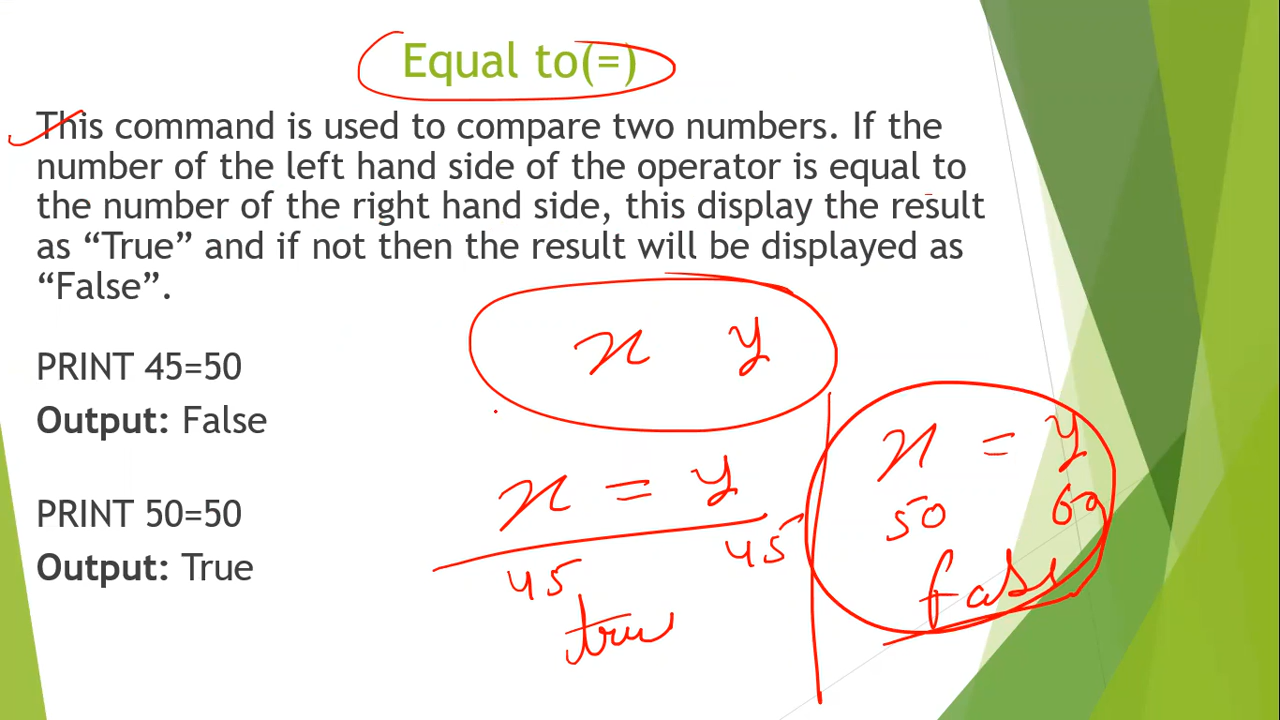 Equal to(=)
This command is used to compare two numbers. If the
number of the left hand side of the operator is equal to
the number of the right hand side, this display the result
as “True” and if not then the result will be displayed as
“False”.
x y
PRINT 45=50
Output: False
x = y
45 45
true
x = y
50 60
false
PRINT 50=50
Output: True